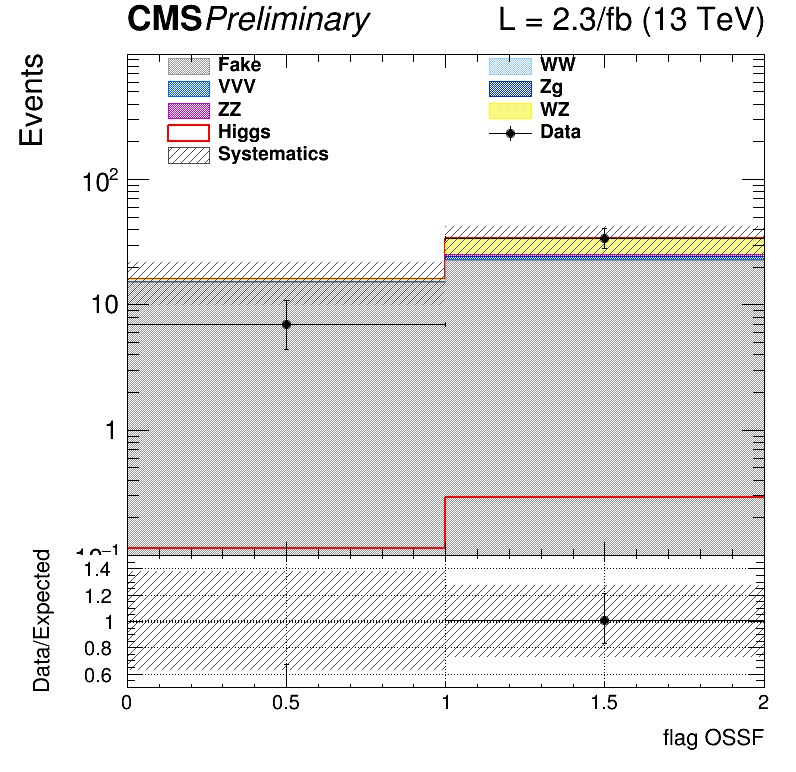 CMS Preliminary L = 2.3/fb (13 TeV)
Events
Fake WW
VVV Zg
ZZ WZ
Higgs Data
Systematics
10²
10
1
Data/Expected
1.4
1.2
1
0.8
0.6
0 0.5 1 1.5 2
flag OSSF